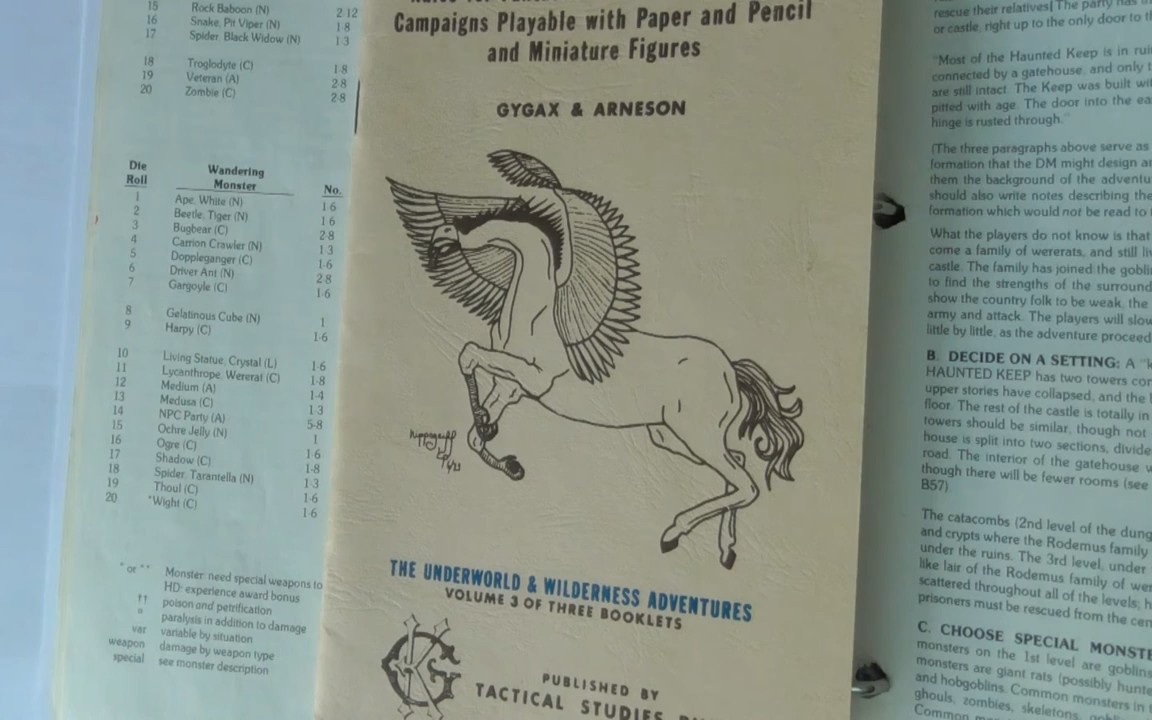 15 Rock Baboon (N) 2·12
16 Snake, Pit Viper (N) 1·8
17 Spider, Black Widow (N) 1·3
18 Troglodyte (C) 1·8
19 Veteran (A) 2·8
20 Zombie (C) 2·8
Die Roll Wandering Monster No.
1 Ape, White (N) 1·6
2 Beetle, Tiger (N) 1·6
3 Bugbear (C) 2·8
4 Carrion Crawler (N) 1·3
5 Doppleganger (C) 1·6
6 Driver Ant (N) 2·8
7 Gargoyle (C) 1·6
8 Gelatinous Cube (N) 1
9 Harpy (C) 1·6
10 Living Statue, Crystal (L) 1·6
11 Lycanthrope, Wererat (C) 1·8
12 Medium (A) 1·4
13 Medusa (C) 1·3
14 NPC Party (A) 5·8
15 Ochre Jelly (N) 1
16 Ogre (C) 1·6
17 Shadow (C) 1·8
18 Spider, Tarantella (N) 1·3
19 Thoul (C) 1·6
20 *Wight (C) 1·6
* or ** Monster: need special weapons to
HD: experience award bonus
†† poison and petrification
o paralysis in addition to damage
var variable by situation
weapon damage by weapon type
special see monster description
Campaigns Playable with Paper and Pencil
and Miniature Figures
GYGAX & ARNESON
hippogriff
THE UNDERWORLD & WILDERNESS ADVENTURES
VOLUME 3 OF THREE BOOKLETS
PUBLISHED BY
TACTICAL STUDIES
rescue their relatives] The party has
or castle, right up to the only door to
"Most of the Haunted Keep is in
connected by a gatehouse, and only
are still intact. The Keep was built
pitted with age. The door into the
hinge is rusted through."
(The three paragraphs above serve as
formation that the DM might design
them the background of the
should also write notes describing the
formation which would not be read to
What the players do not know is that
come a family of wererats, and still
castle. The family has joined the
to find the strengths of the
show the country folk to be weak, the
army and attack. The players will
little by little, as the adventure
B. DECIDE ON A SETTING: A
HAUNTED KEEP has two towers
upper stories have collapsed, and the
floor. The rest of the castle is totally in
towers should be similar, though not
house is split into two sections,
road. The interior of the gatehouse
though there will be fewer rooms (see
B57).
The catacombs (2nd level of the
and crypts where the Rodemus family
under the ruins. The 3rd level, under
like lair of the Rodemus family of
scattered throughout all of the levels;
prisoners must be rescued from the
C. CHOOSE SPECIAL
monsters on the 1st level are goblins
monsters are giant rats (possibly
and hobgoblins. Common monsters in
ghouls, zombies, skeletons,
Common